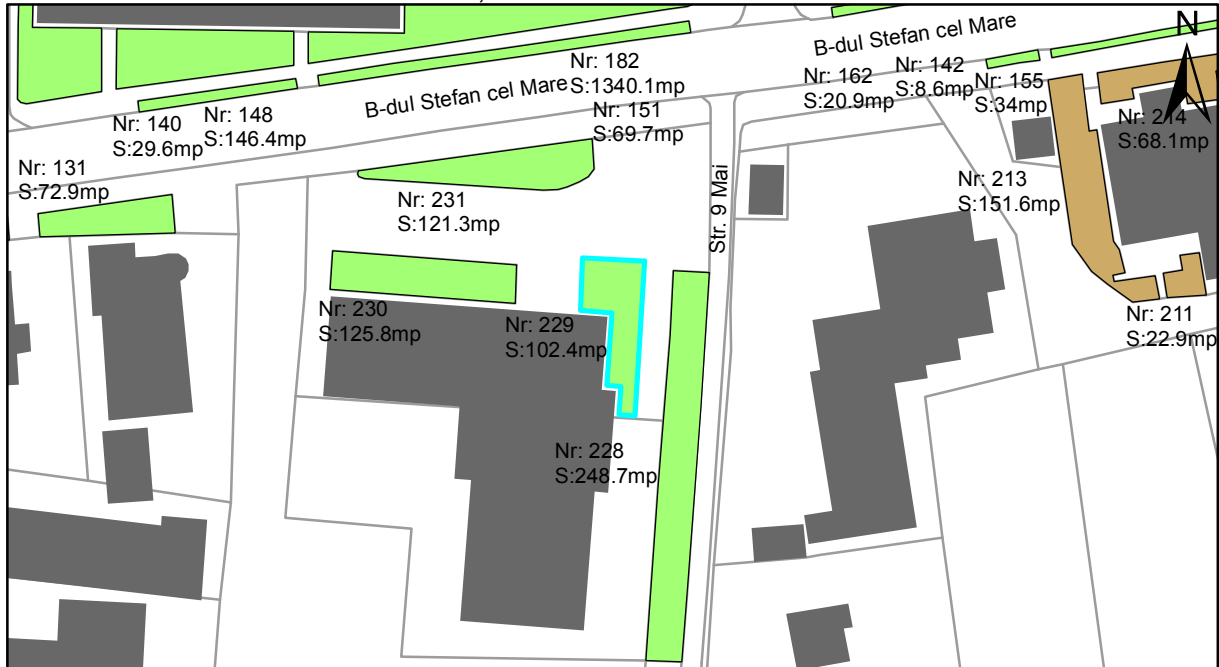 N
B-dul Stefan cel Mare
B-dul Stefan cel Mare
Nr: 182
S:1340.1mp
Nr: 162
S:20.9mp
Nr: 142
S:8.6mp
Nr: 155
S:34mp
Nr: 140
S:29.6mp
Nr: 148
S:146.4mp
Nr: 151
S:69.7mp
Nr: 214
S:68.1mp
Nr: 131
S:72.9mp
Nr: 231
S:121.3mp
Str. 9 Mai
Nr: 213
S:151.6mp
Nr: 230
S:125.8mp
Nr: 229
S:102.4mp
Nr: 211
S:22.9mp
Nr: 228
S:248.7mp